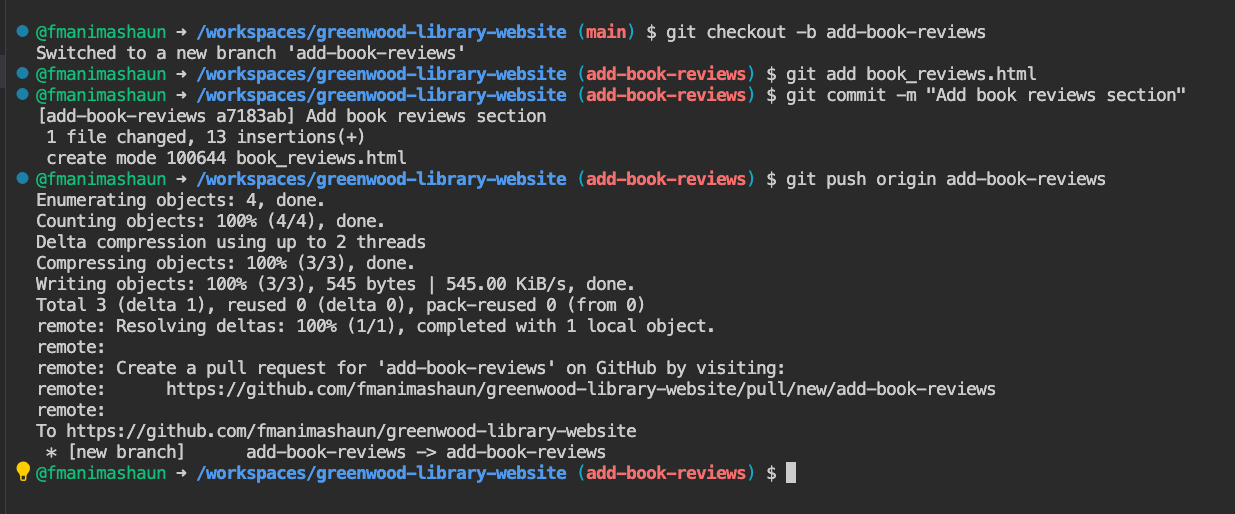 @fmanimashaun ➜ /workspaces/greenwood-library-website (main) $ git checkout -b add-book-reviews
Switched to a new branch 'add-book-reviews'
@fmanimashaun ➜ /workspaces/greenwood-library-website (add-book-reviews) $ git add book_reviews.html
@fmanimashaun ➜ /workspaces/greenwood-library-website (add-book-reviews) $ git commit -m "Add book reviews section"
[add-book-reviews a7183ab] Add book reviews section
 1 file changed, 13 insertions(+)
 create mode 100644 book_reviews.html
@fmanimashaun ➜ /workspaces/greenwood-library-website (add-book-reviews) $ git push origin add-book-reviews
Enumerating objects: 4, done.
Counting objects: 100% (4/4), done.
Delta compression using up to 2 threads
Compressing objects: 100% (3/3), done.
Writing objects: 100% (3/3), 545 bytes | 545.00 KiB/s, done.
Total 3 (delta 1), reused 0 (delta 0), pack-reused 0 (from 0)
remote: Resolving deltas: 100% (1/1), completed with 1 local object.
remote:
remote: Create a pull request for 'add-book-reviews' on GitHub by visiting:
remote:      https://github.com/fmanimashaun/greenwood-library-website/pull/new/add-book-reviews
remote:
To https://github.com/fmanimashaun/greenwood-library-website
 * [new branch]      add-book-reviews -> add-book-reviews
@fmanimashaun ➜ /workspaces/greenwood-library-website (add-book-reviews) $